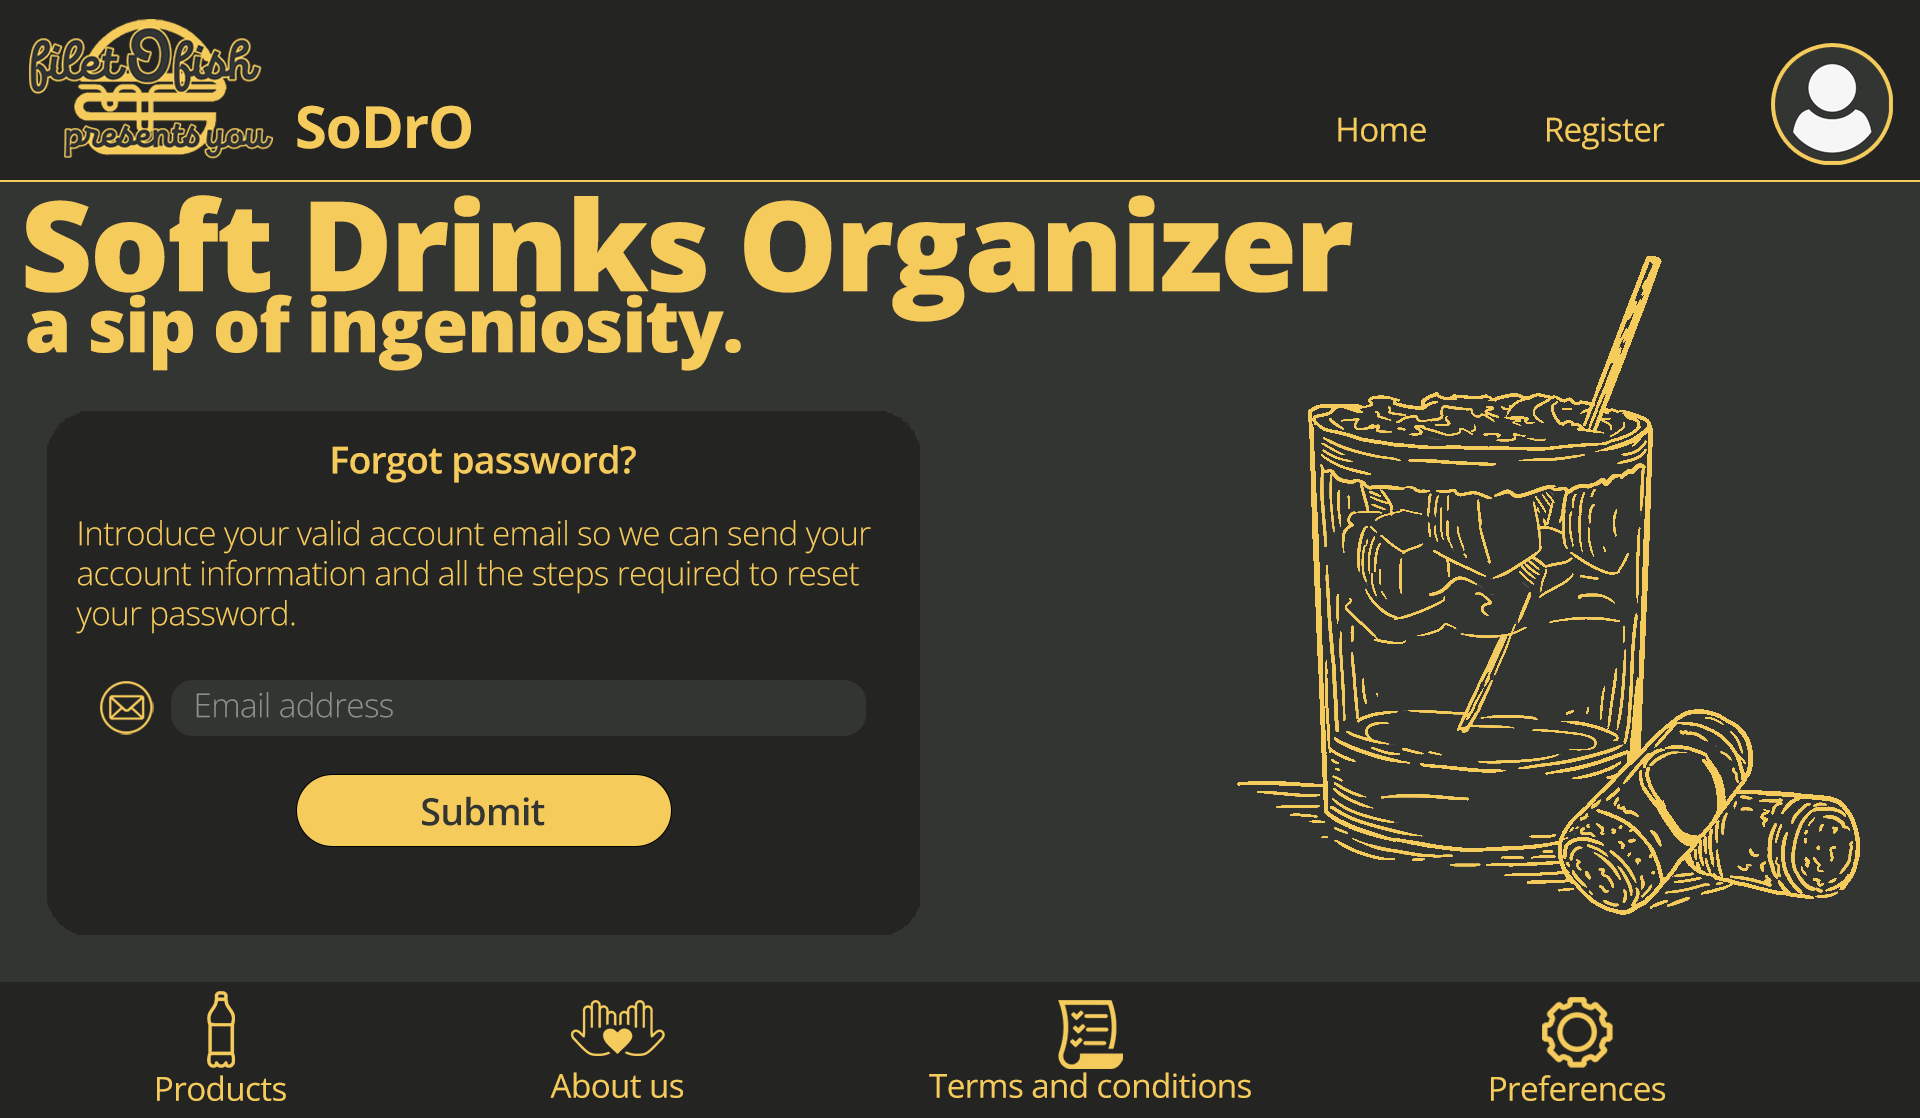 filet O fish
presents you
SoDrO
Home
Register
Soft Drinks Organizer
a sip of ingeniosity.
Forgot password?
Introduce your valid account email so we can send your
account information and all the steps required to reset
your password.
Email address
Submit
Products
About us
Terms and conditions
Preferences